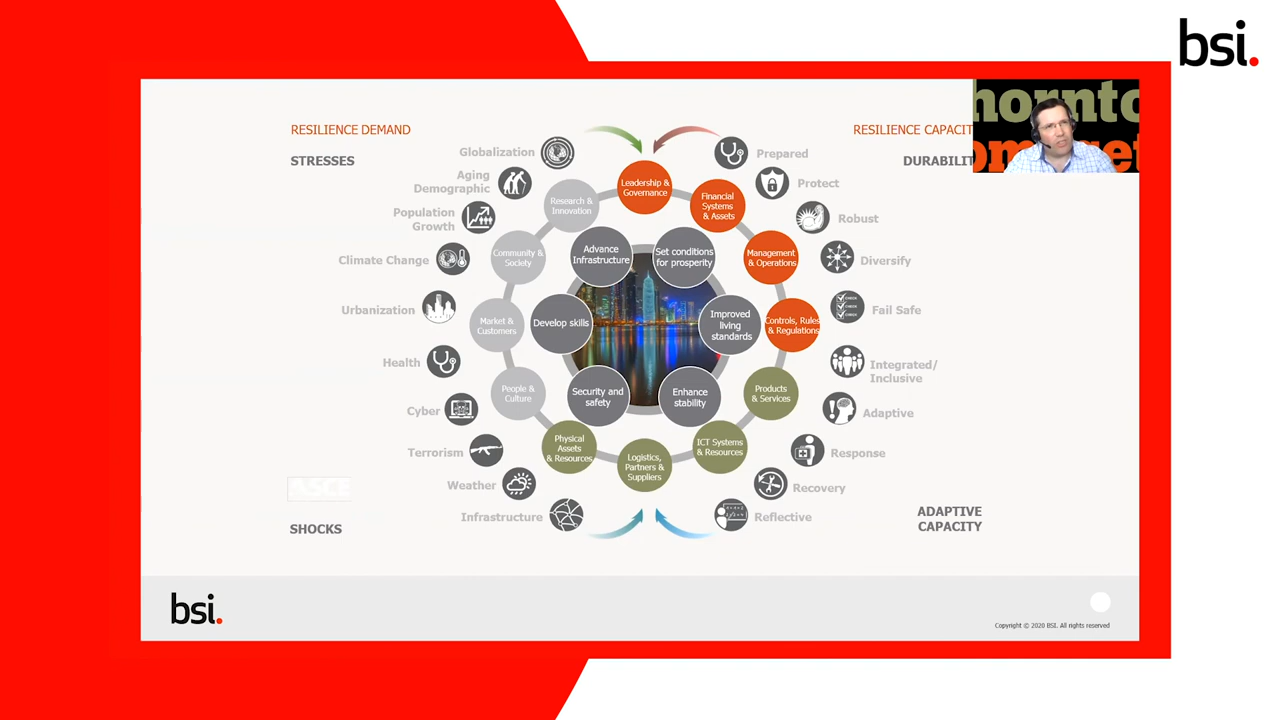 bsi.
hornto
omaget
RESILIENCE DEMAND
STRESSES
RESILIENCE CAPACIT
DURABILIT
Globalization
Aging
Demographic
Population
Growth
Climate Change
Urbanization
Health
Cyber
Terrorism
Weather
Infrastructure
SHOCKS
ASCE
Leadership &
Governance
Financial
Systems
& Assets
Management
& Operations
Controls, Rules
& Regulations
Products
& Services
ICT Systems
& Resources
Logistics,
Partners &
Suppliers
Physical
Assets
& Resources
People &
Culture
Market &
Customers
Community &
Society
Research &
Innovation
Advance
Infrastructure
Set conditions
for prosperity
Improved
living
standards
Enhance
stability
Security and
safety
Develop skills
Prepared
Protect
Robust
Diversify
Fail Safe
Integrated/
Inclusive
Adaptive
Response
Recovery
Reflective
ADAPTIVE
CAPACITY
bsi.
Copyright © 2020 BSI. All rights reserved